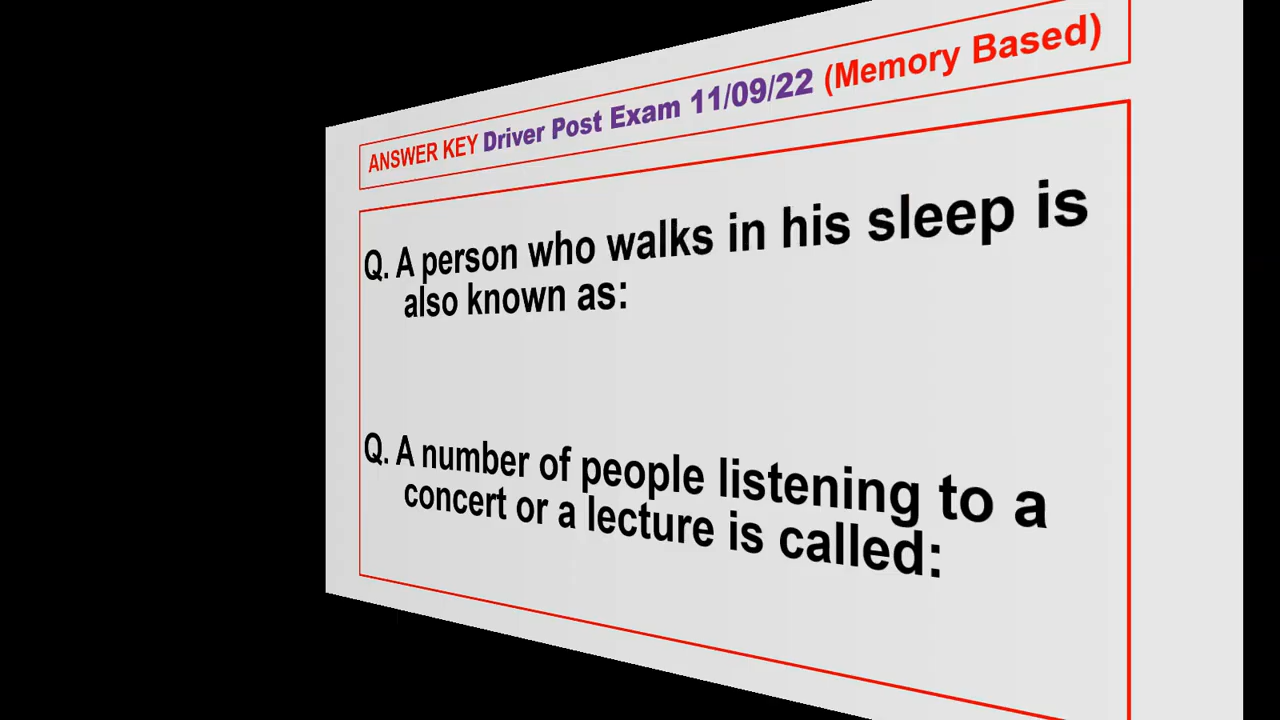 ANSWER KEY Driver Post Exam 11/09/22 (Memory Based)
Q. A person who walks in his sleep is
also known as:
Q. A number of people listening to a
concert or a lecture is called: